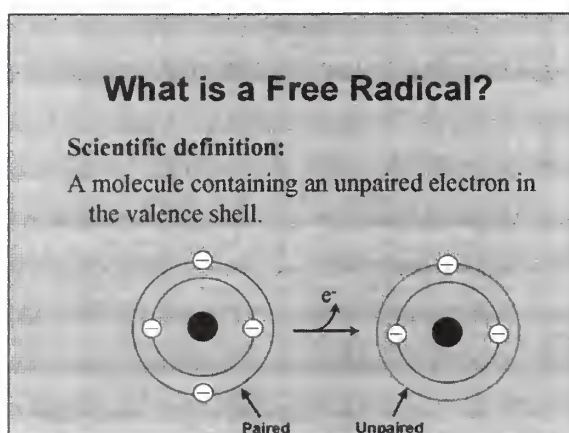 What is a Free Radical?
Scientific definition:
A molecule containing an unpaired electron in
the valence shell.
e-
Paired
Unpaired